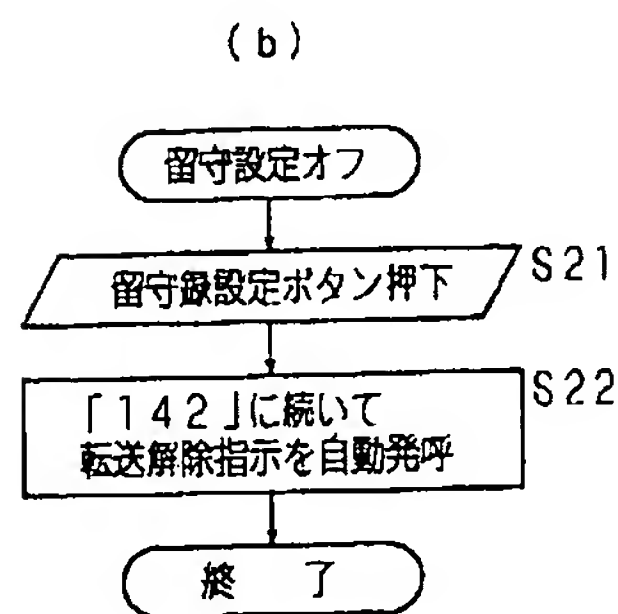 (b)
留守設定オフ
留守録設定ボタン押下
S21
「142」に続いて
転送解除指示を自動発呼
S22
終 了